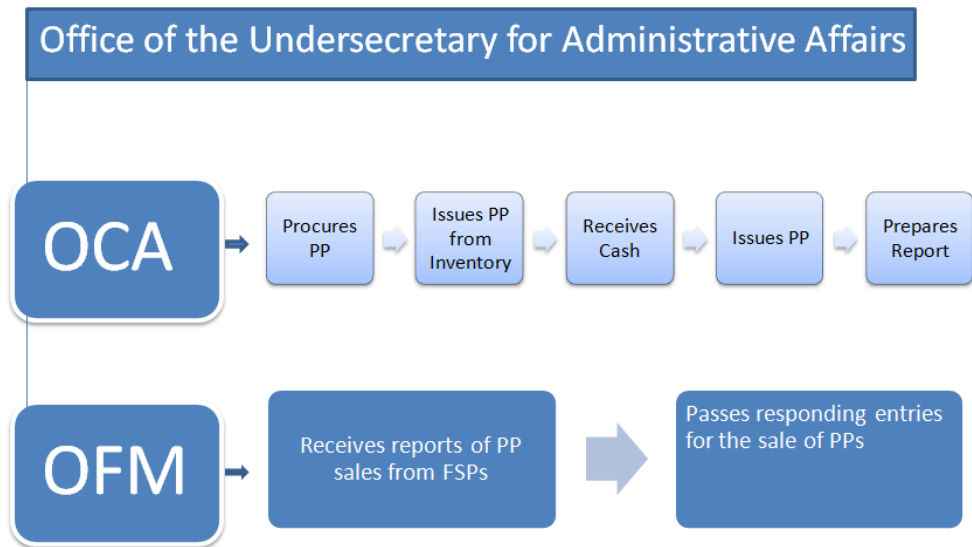 Office of the Undersecretary for Administrative Affairs
OCA
Procures
PP
Issues PP
from
Inventory
Receives
Cash
Issues PP
Prepares
Report
OFM
Receives reports of PP
sales from FSPs
Passes responding entries
for the sale of PPs